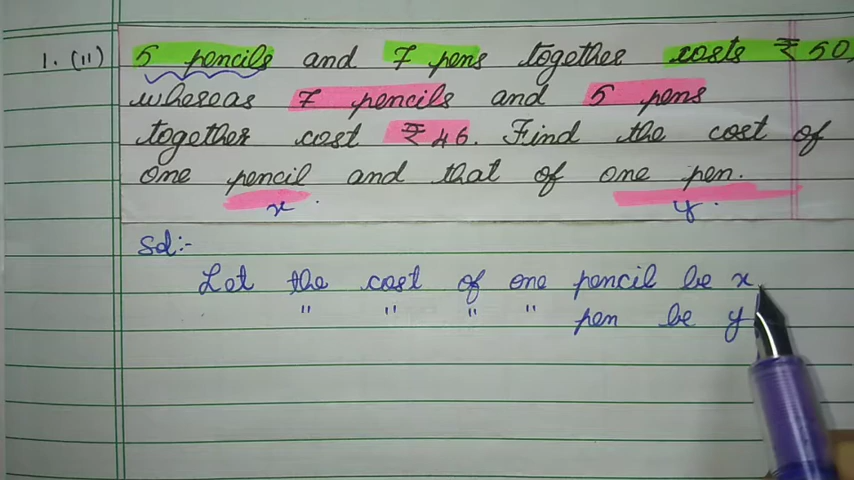 1. (11) 5 pencils and 7 pens together costs ₹ 50,
whereas 7 pencils and 5 pens
together cost ₹ 46. Find the cost of
one pencil and that of one pen.
x y.
Sol:-
Let the cost of one pencil be x
" " " " pen be y